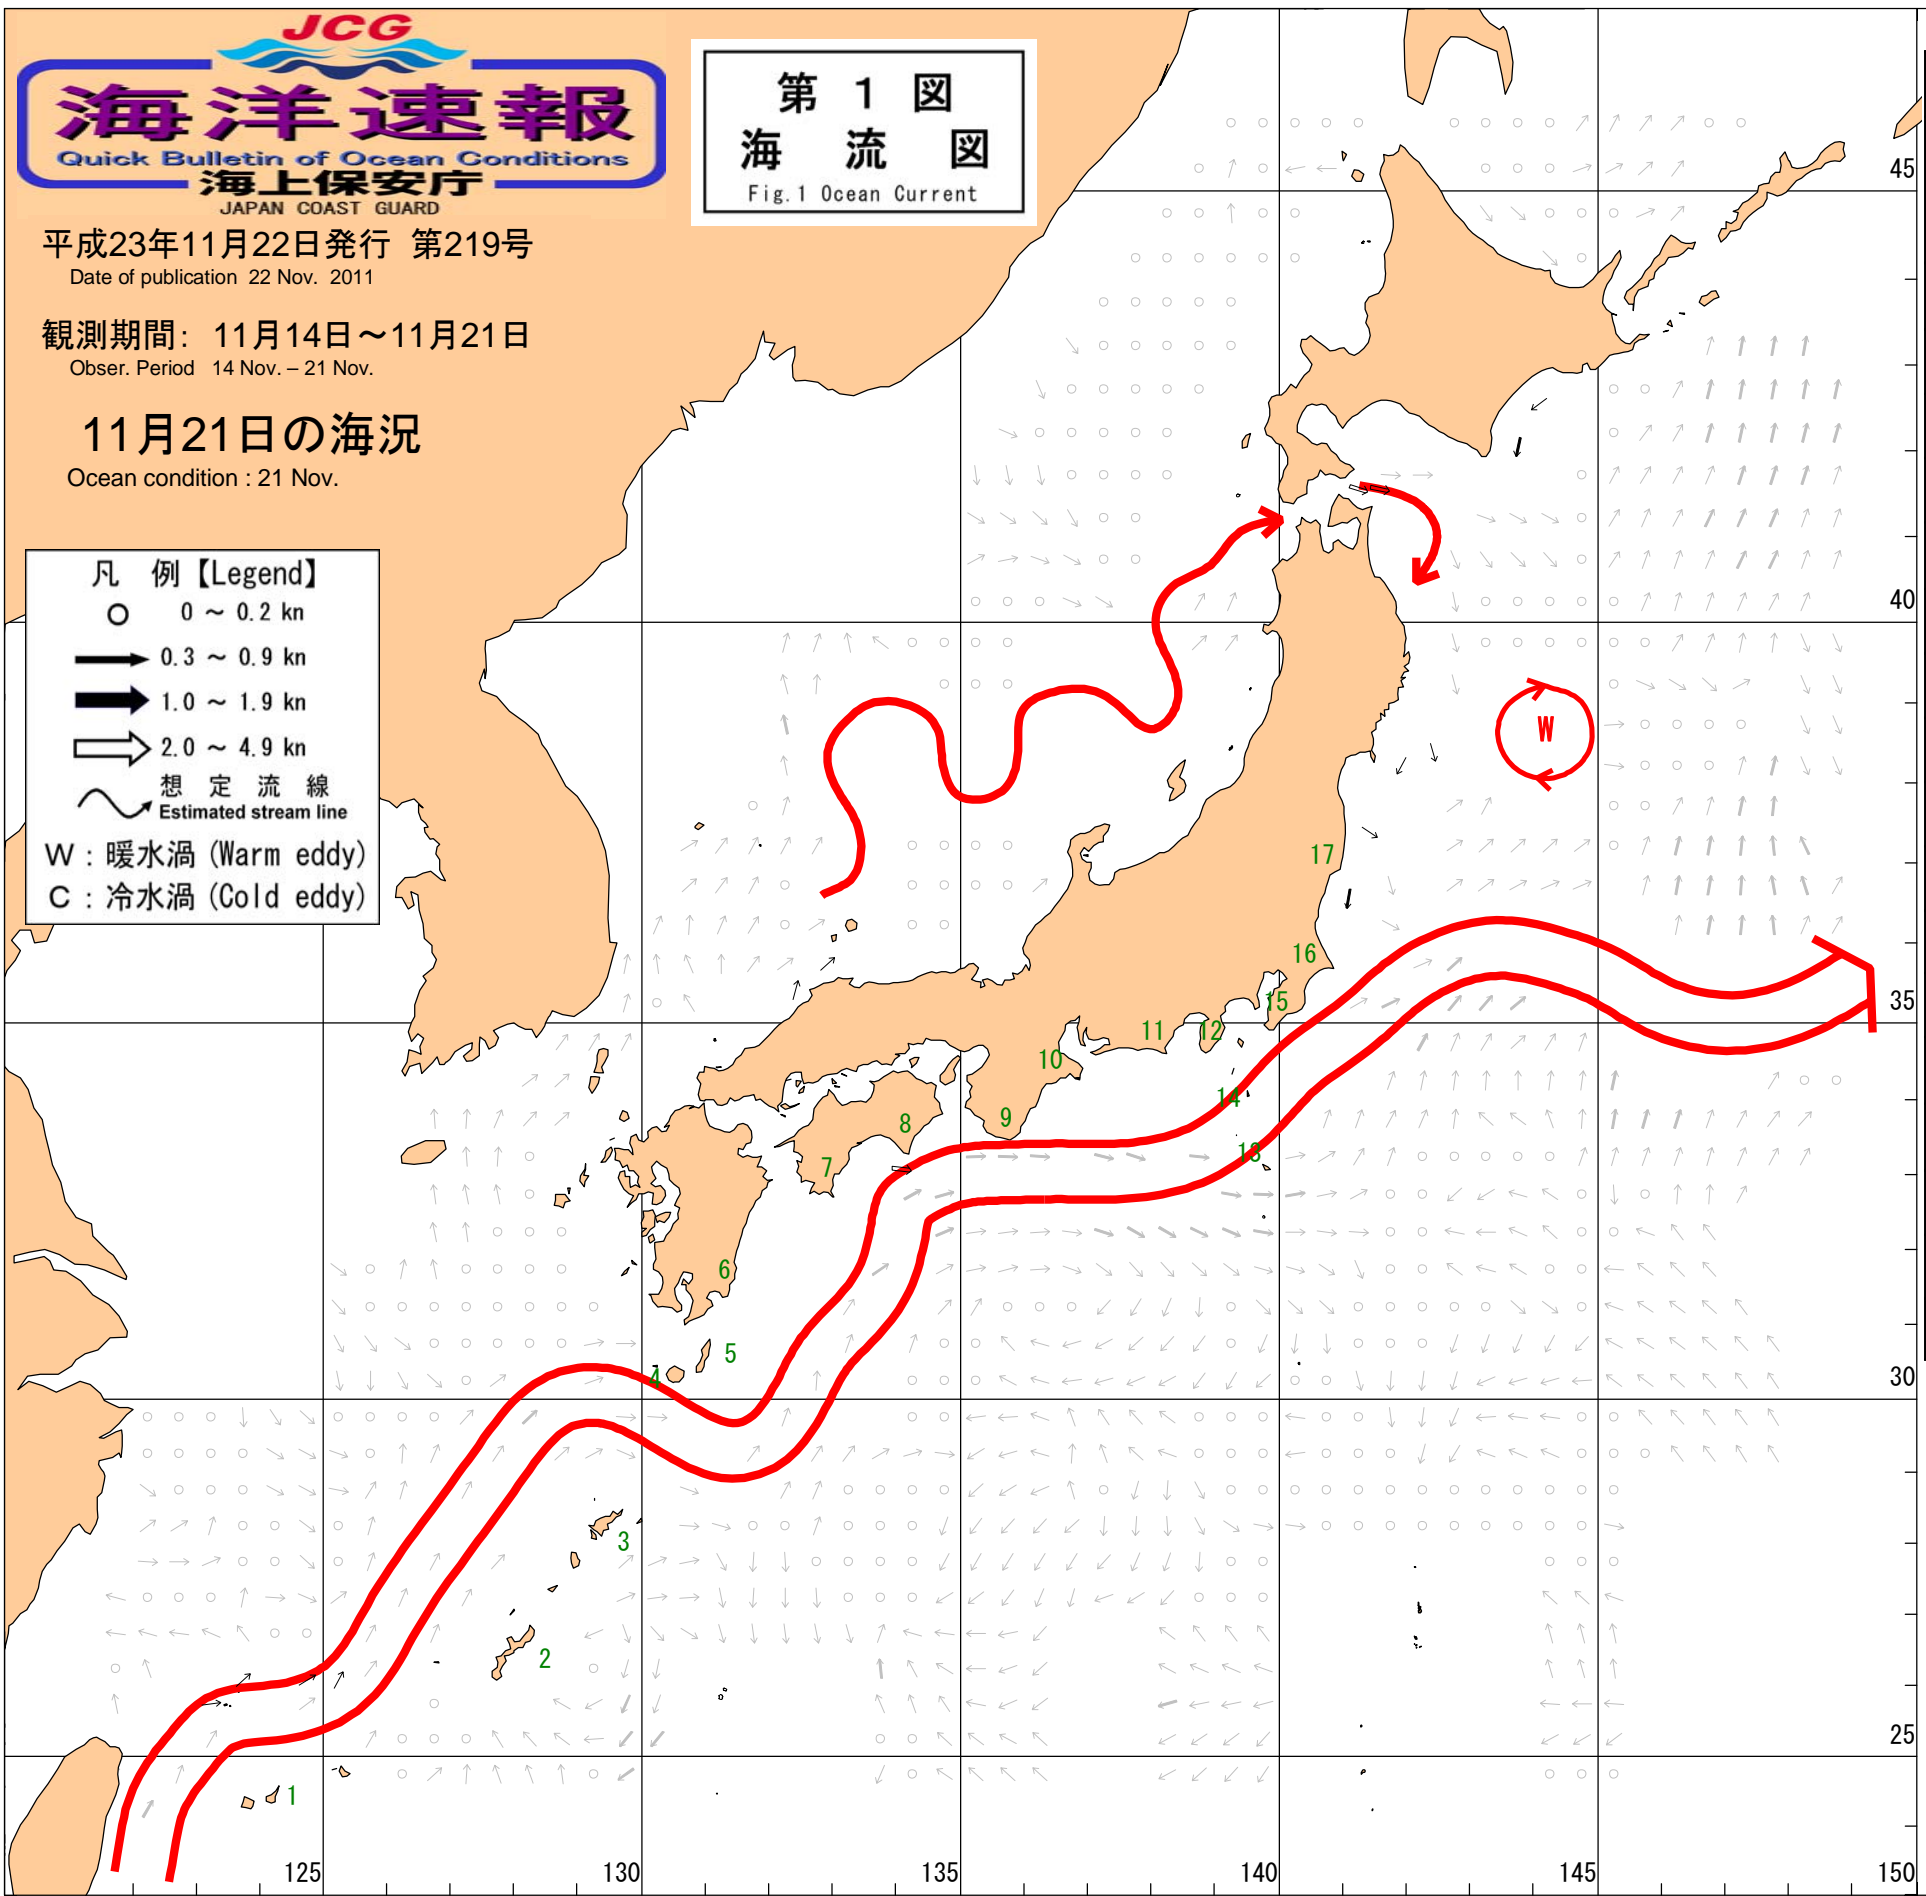 JCG
海洋速報
Quick Bulletin of Ocean Conditions
海上保安庁
JAPAN COAST GUARD
第 1 図
海 流 図
Fig.1 Ocean Current
平成23年11月22日発行 第219号
Date of publication 22 Nov. 2011
観測期間: 11月14日～11月21日
Obser. Period 14 Nov. – 21 Nov.
11月21日の海況
Ocean condition : 21 Nov.
凡 例【Legend】
0 ～ 0.2 kn
0.3 ～ 0.9 kn
1.0 ～ 1.9 kn
2.0 ～ 4.9 kn
想 定 流 線
Estimated stream line
W : 暖水渦 (Warm eddy)
C : 冷水渦 (Cold eddy)
45
40
W
17
16
35
15
12
11
10
14
9
8
13
7
6
5
4
30
3
2
25
1
125
130
135
140
145
150